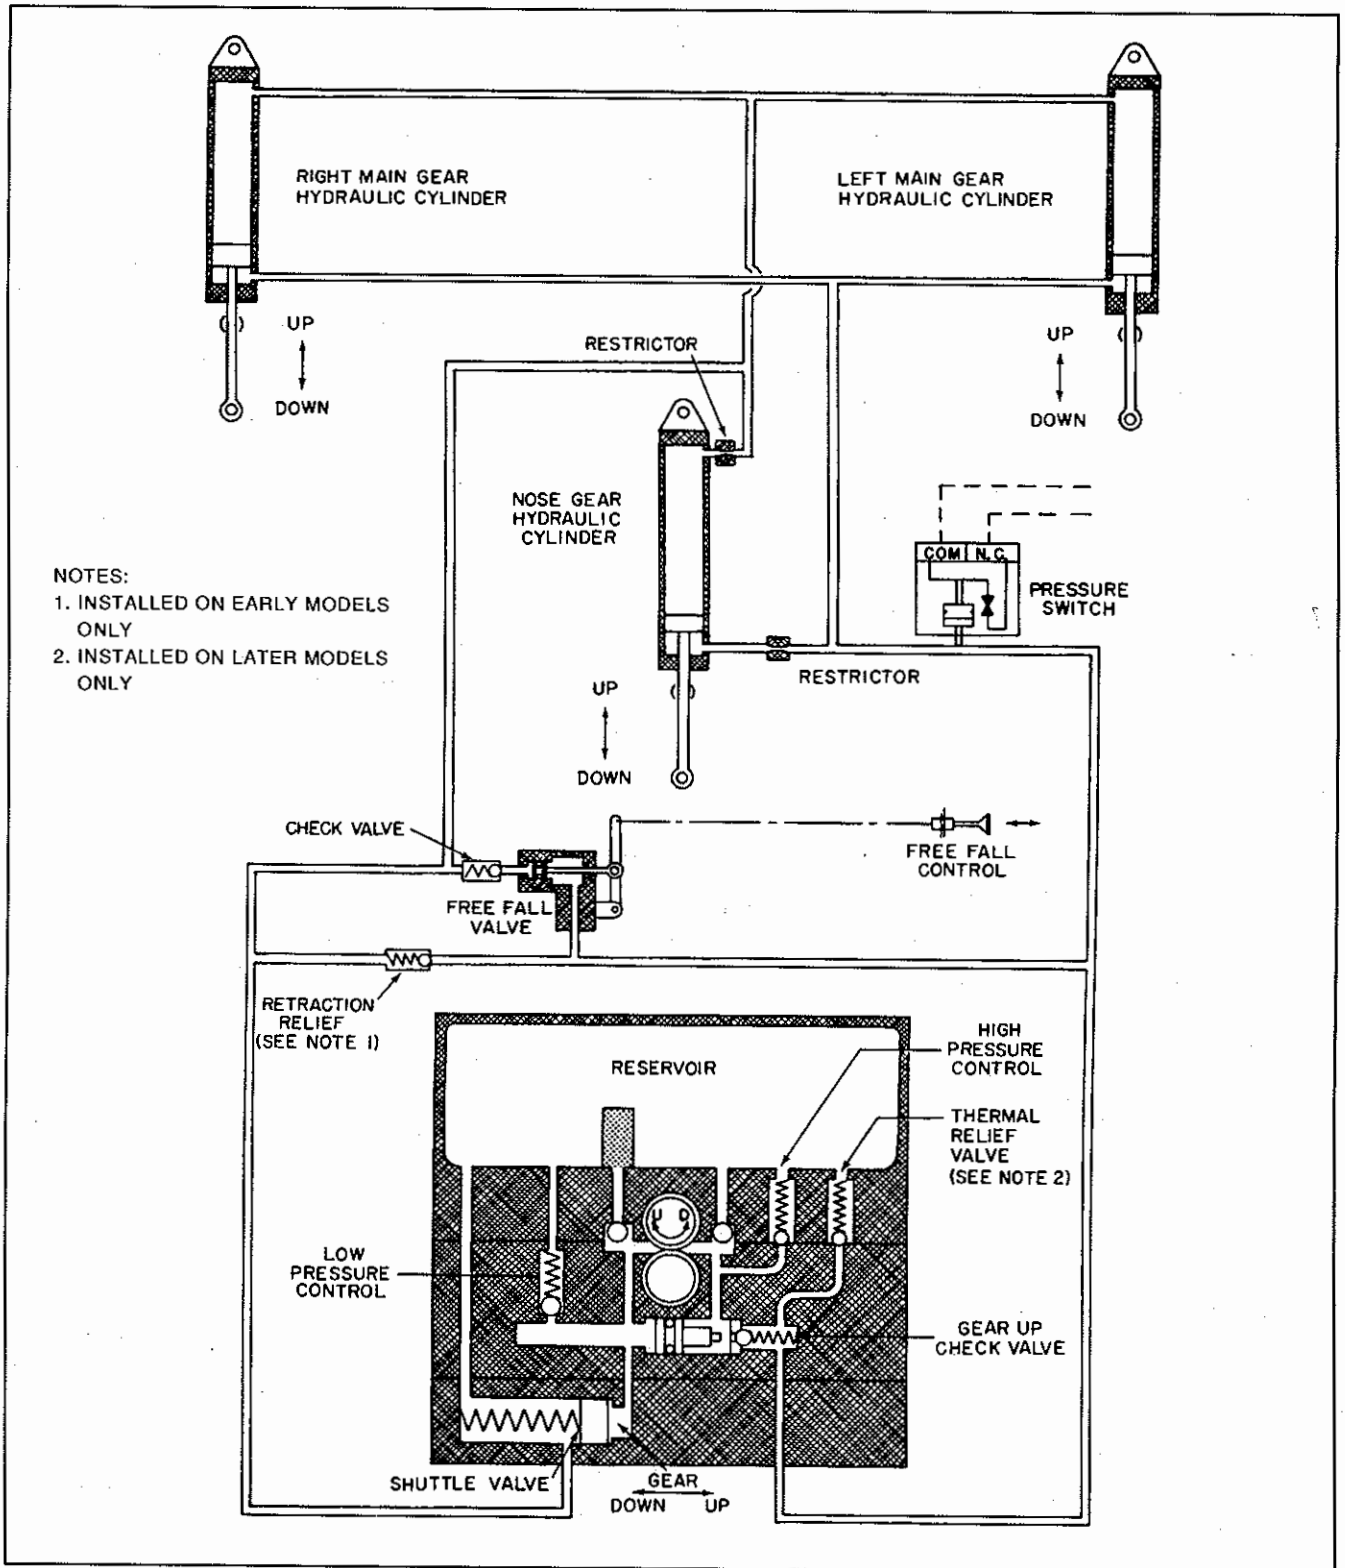 RIGHT MAIN GEAR
HYDRAULIC CYLINDER
LEFT MAIN GEAR
HYDRAULIC CYLINDER
UP
DOWN
RESTRICTOR
UP
DOWN
NOSE GEAR
HYDRAULIC
CYLINDER
COM
N.C.
PRESSURE
SWITCH
NOTES:
1. INSTALLED ON EARLY MODELS
ONLY
2. INSTALLED ON LATER MODELS
ONLY
RESTRICTOR
UP
DOWN
CHECK VALVE
FREE FALL
CONTROL
FREE FALL
VALVE
RETRACTION
RELIEF
(SEE NOTE 1)
HIGH
PRESSURE
CONTROL
RESERVOIR
THERMAL
RELIEF
VALVE
(SEE NOTE 2)
U D
LOW
PRESSURE
CONTROL
GEAR UP
CHECK VALVE
SHUTTLE VALVE
GEAR
DOWN UP